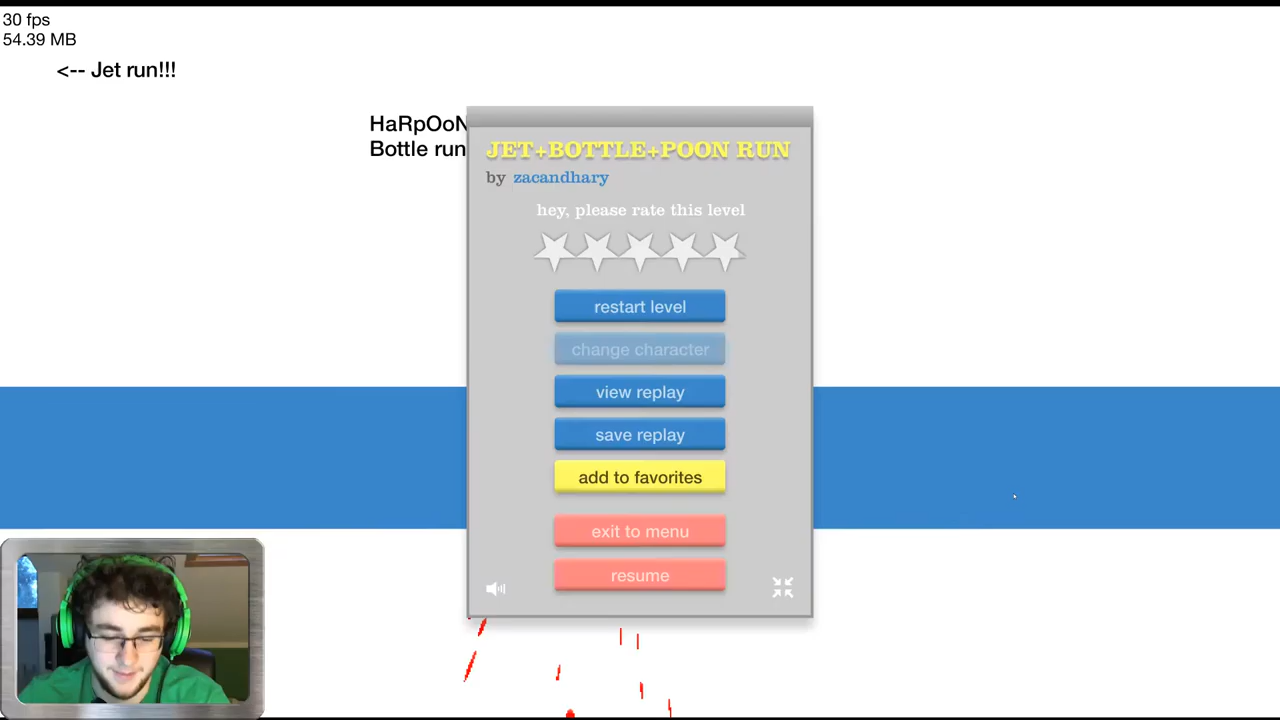 30 fps
54.39 MB
<-- Jet run!!!
HaRpOoN
Bottle run
JET+BOTTLE+POON RUN
by zacandhary
hey, please rate this level
restart level
change character
view replay
save replay
add to favorites
exit to menu
resume